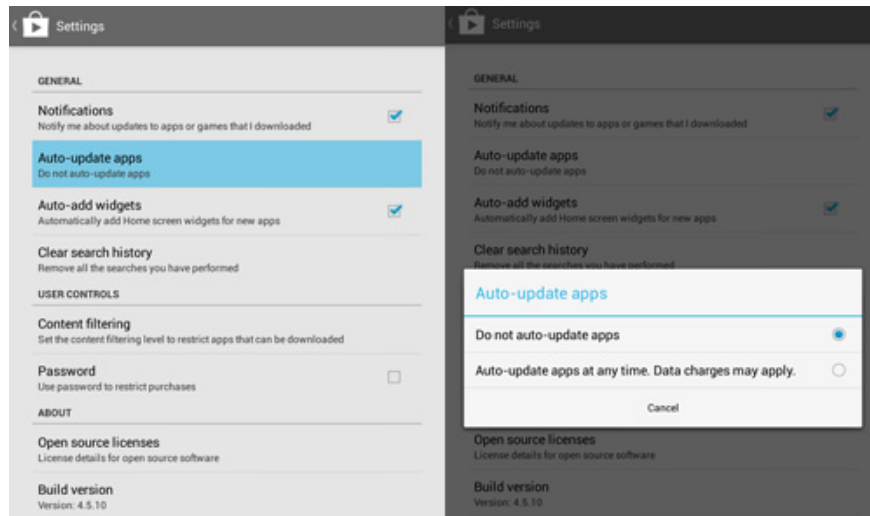 Settings
GENERAL
Notifications
Notify me about updates to apps or games that I downloaded
Auto-update apps
Do not auto-update apps
Auto-add widgets
Automatically add Home screen widgets for new apps
Clear search history
Remove all the searches you have performed
USER CONTROLS
Content filtering
Set the content filtering level to restrict apps that can be downloaded
Password
Use password to restrict purchases
ABOUT
Open source licenses
License details for open source software
Build version
Version: 4.5.10
Settings
GENERAL
Notifications
Notify me about updates to apps or games that I downloaded
Auto-update apps
Do not auto-update apps
Auto-add widgets
Automatically add Home screen widgets for new apps
Clear search history
Remove all the searches you have performed
Auto-update apps
Do not auto-update apps
Auto-update apps at any time. Data charges may apply.
Cancel
Open source licenses
License details for open source software
Build version
Version: 4.5.10